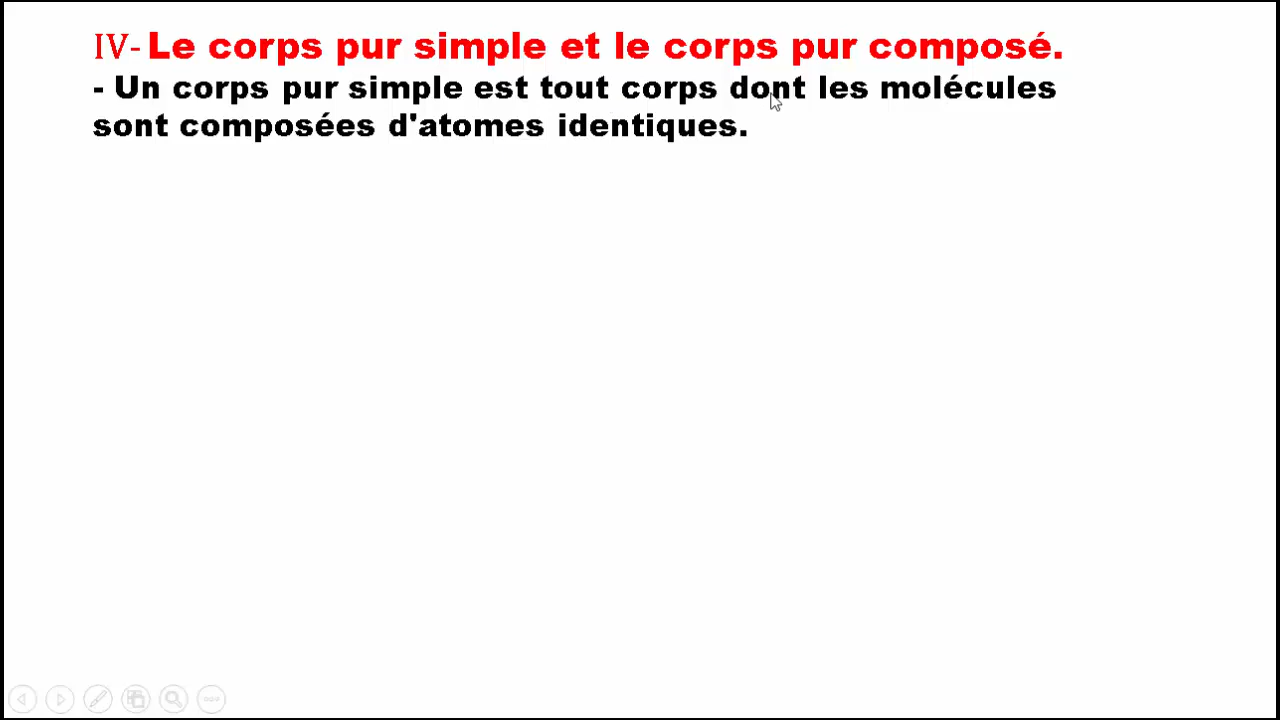 IV- Le corps pur simple et le corps pur composé.
- Un corps pur simple est tout corps dont les molécules
sont composées d'atomes identiques.